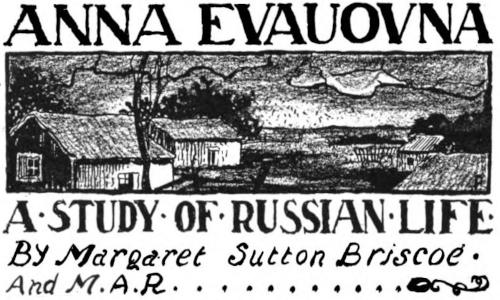 ANNA EVAUOVNA
A·STUDY·OF·RUSSIAN·LIFE
By Margaret Sutton Briscoe.
And M.A.R. . . . . . . . . . . .